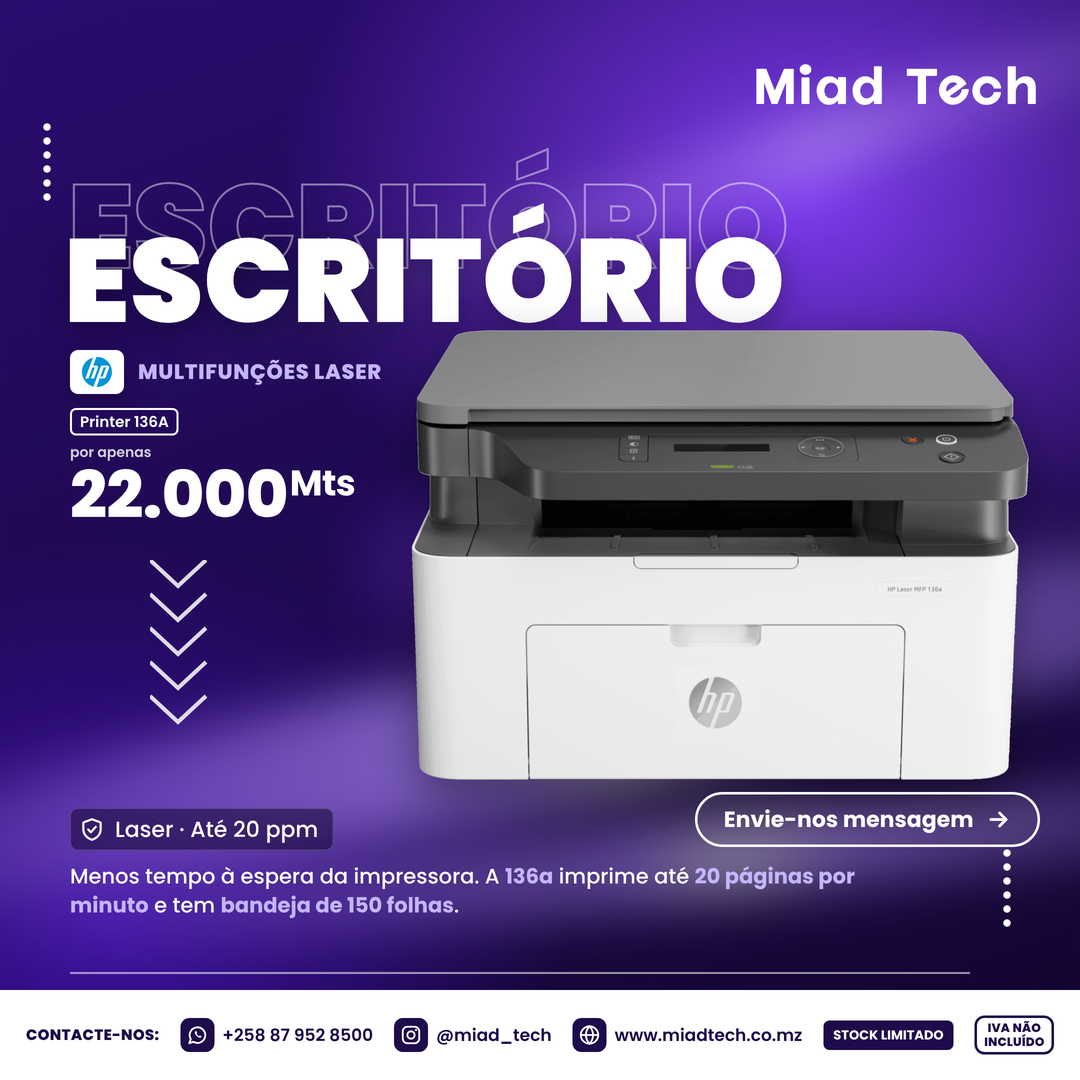 Miad Tech
ESCRITÓRIO
ESCRITÓRIO
hp MULTIFUNÇÕES LASER
Printer 136A
por apenas
22.000Mts
HP Laser MFP 136a
hp
Envie-nos mensagem
Laser · Até 20 ppm
Menos tempo à espera da impressora. A 136a imprime até 20 páginas por
minuto e tem bandeja de 150 folhas.
CONTACTE-NOS: +258 87 952 8500 @miad_tech www.miadtech.co.mz STOCK LIMITADO IVA NÃO
INCLUÍDO